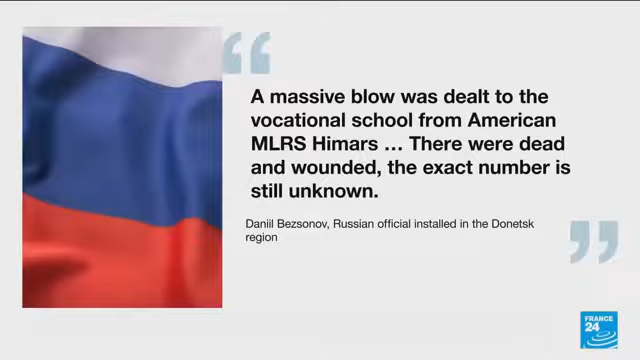 A massive blow was dealt to the
vocational school from American
MLRS Himars … There were dead
and wounded, the exact number is
still unknown.
Daniil Bezsonov, Russian official installed in the Donetsk
region
FRANCE
24